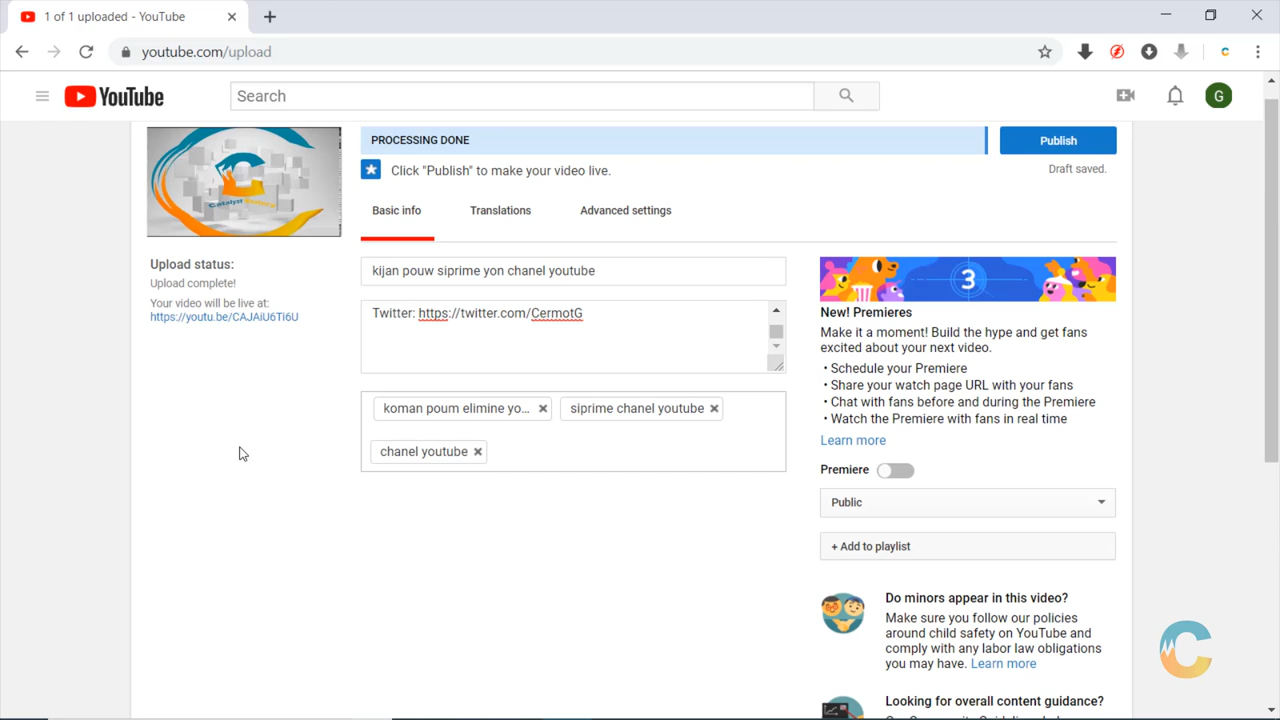 1 of 1 uploaded - YouTube
youtube.com/upload
YouTube
Search
G
PROCESSING DONE
Publish
Click "Publish" to make your video live.
Draft saved.
Basic info
Translations
Advanced settings
Catalyst
Upload status:
Upload complete!
Your video will be live at:
https://youtu.be/CAJAiU6Ti6U
kijan pouw siprime yon chanel youtube
Twitter: https://twitter.com/CermotG
koman poum elimine yo...
siprime chanel youtube
chanel youtube
3
New! Premieres
Make it a moment! Build the hype and get fans
excited about your next video.
• Schedule your Premiere
• Share your watch page URL with your fans
• Chat with fans before and during the Premiere
• Watch the Premiere with fans in real time
Learn more
Premiere
Public
+ Add to playlist
Do minors appear in this video?
Make sure you follow our policies
around child safety on YouTube and
comply with any labor law obligations
you may have. Learn more
Looking for overall content guidance?